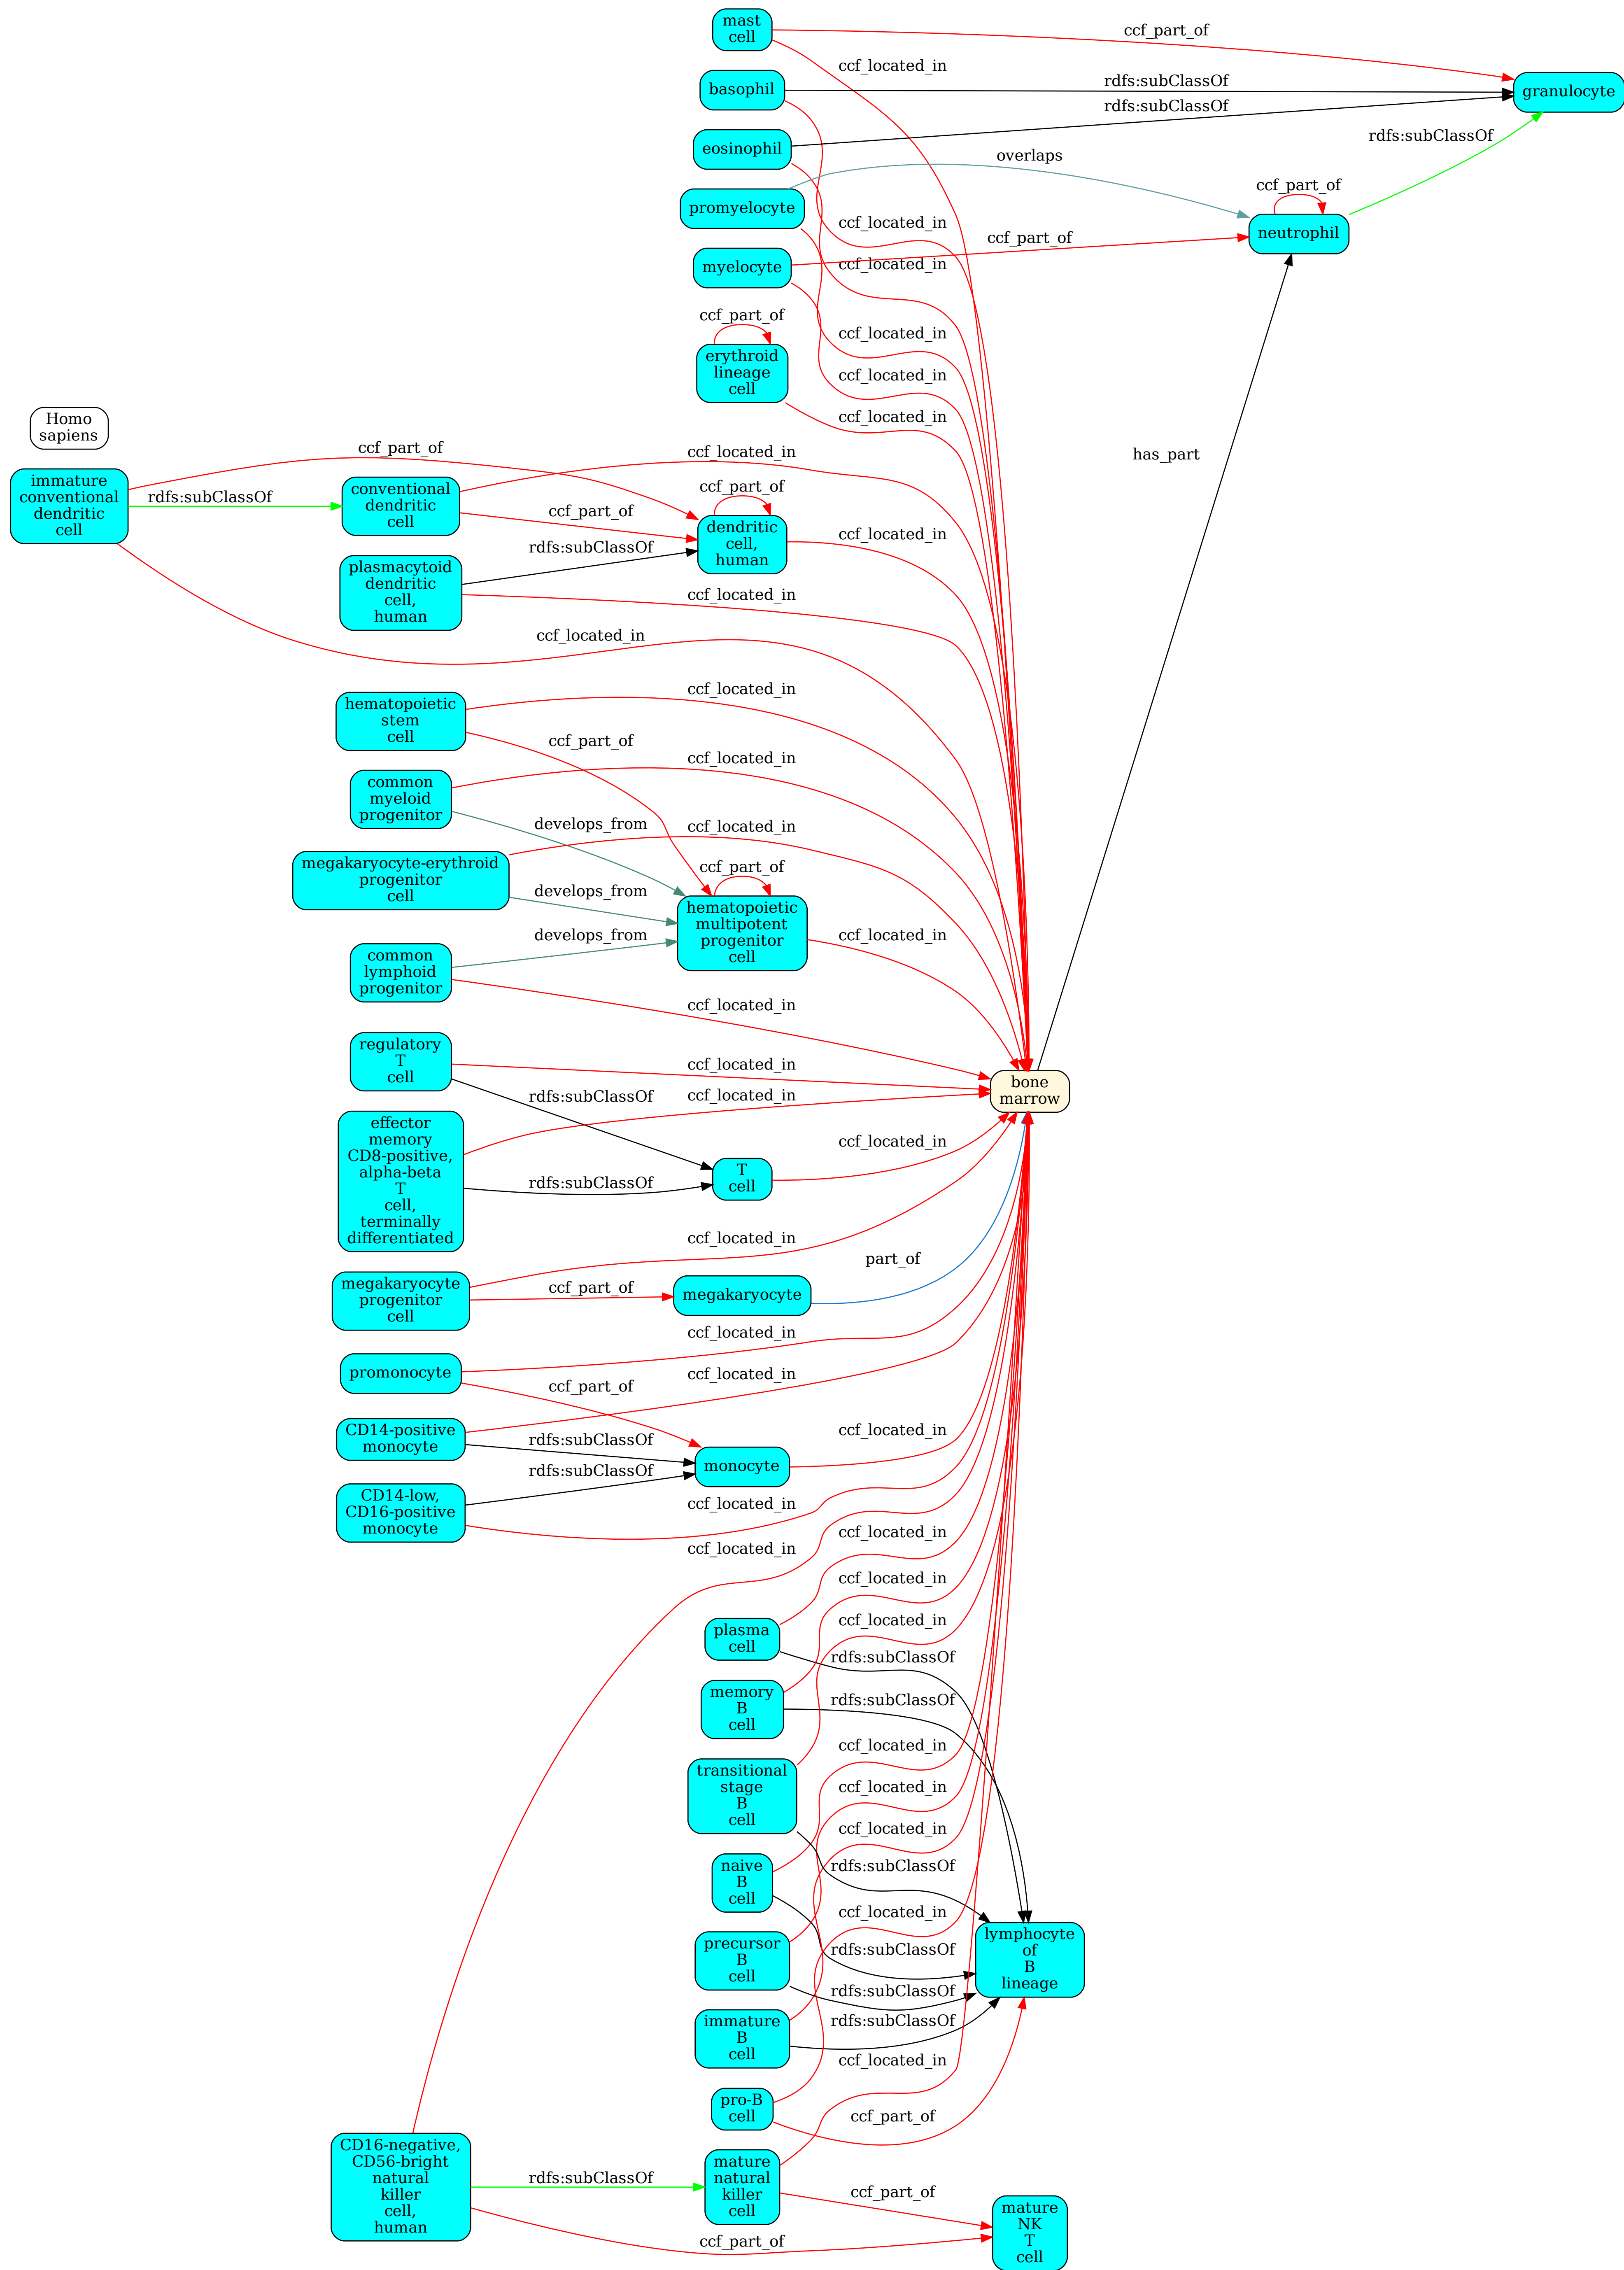 mast
cell
ccf_part_of
ccf_located_in
basophil
rdfs:subClassOf
granulocyte
rdfs:subClassOf
eosinophil
rdfs:subClassOf
overlaps
promyelocyte
ccf_part_of
neutrophil
ccf_located_in
ccf_part_of
myelocyte
ccf_located_in
ccf_part_of
ccf_located_in
erythroid
lineage
cell
ccf_located_in
ccf_located_in
Homo
sapiens
has_part
ccf_part_of
ccf_located_in
immature
conventional
dendritic
cell
rdfs:subClassOf
conventional
dendritic
cell
ccf_part_of
ccf_part_of
dendritic
cell,
human
ccf_located_in
rdfs:subClassOf
plasmacytoid
dendritic
cell,
human
ccf_located_in
ccf_located_in
hematopoietic
stem
cell
ccf_located_in
ccf_part_of
common
myeloid
progenitor
ccf_located_in
develops_from
ccf_located_in
megakaryocyte-erythroid
progenitor
cell
ccf_part_of
develops_from
hematopoietic
multipotent
progenitor
cell
ccf_located_in
develops_from
common
lymphoid
progenitor
ccf_located_in
regulatory
T
cell
ccf_located_in
bone
marrow
rdfs:subClassOf
ccf_located_in
effector
memory
CD8-positive,
alpha-beta
T
cell,
terminally
differentiated
rdfs:subClassOf
T
cell
ccf_located_in
ccf_located_in
part_of
megakaryocyte
progenitor
cell
ccf_part_of
megakaryocyte
ccf_located_in
promonocyte
ccf_located_in
ccf_part_of
CD14-positive
monocyte
rdfs:subClassOf
ccf_located_in
monocyte
rdfs:subClassOf
CD14-low,
CD16-positive
monocyte
ccf_located_in
ccf_located_in
ccf_located_in
ccf_located_in
plasma
cell
ccf_located_in
rdfs:subClassOf
memory
B
cell
rdfs:subClassOf
transitional
stage
B
cell
ccf_located_in
ccf_located_in
ccf_located_in
naive
B
cell
rdfs:subClassOf
ccf_located_in
precursor
B
cell
rdfs:subClassOf
lymphocyte
of
B
lineage
rdfs:subClassOf
immature
B
cell
rdfs:subClassOf
ccf_located_in
pro-B
cell
ccf_part_of
CD16-negative,
CD56-bright
natural
killer
cell,
human
rdfs:subClassOf
mature
natural
killer
cell
ccf_part_of
ccf_part_of
mature
NK
T
cell